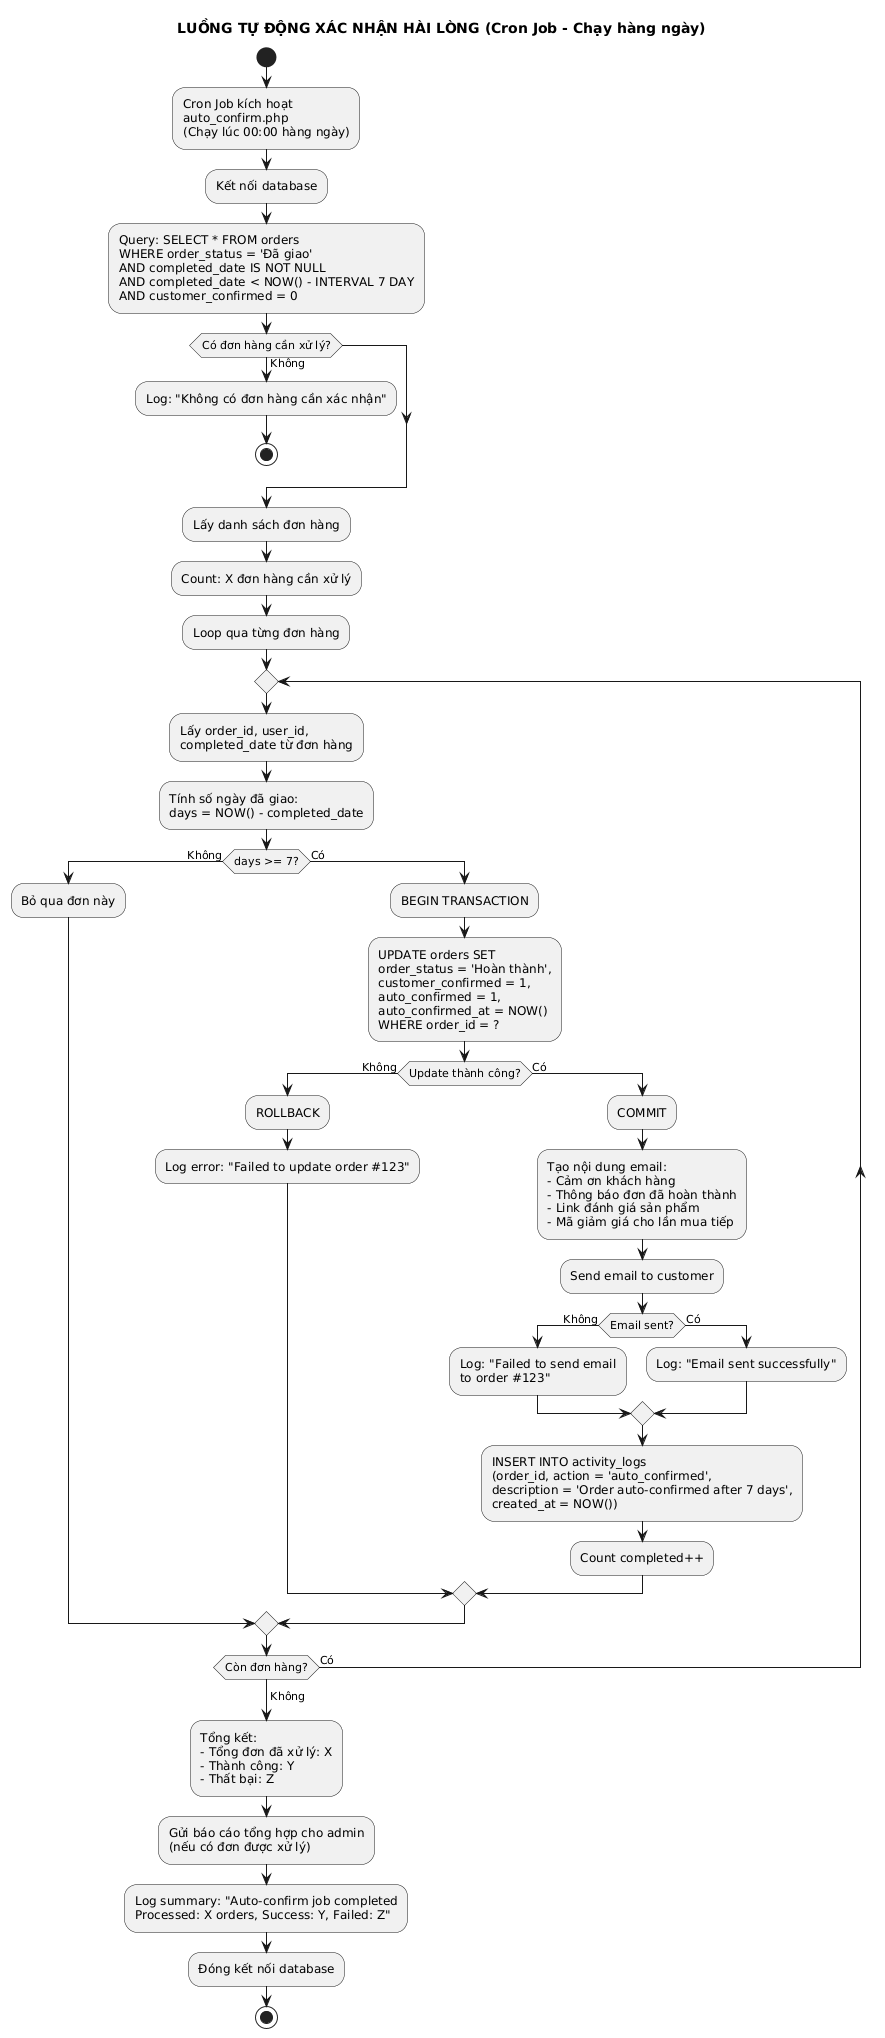 LUỒNG TỰ ĐỘNG XÁC NHẬN HÀI LÒNG (Cron Job - Chạy hàng ngày)
Cron Job kích hoạt
auto_confirm.php
(Chạy lúc 00:00 hàng ngày)
Kết nối database
Query: SELECT * FROM orders
WHERE order_status = 'Đã giao'
AND completed_date IS NOT NULL
AND completed_date < NOW() - INTERVAL 7 DAY
AND customer_confirmed = 0
Có đơn hàng cần xử lý?
Không
Log: "Không có đơn hàng cần xác nhận"
Lấy danh sách đơn hàng
Count: X đơn hàng cần xử lý
Loop qua từng đơn hàng
Lấy order_id, user_id,
completed_date từ đơn hàng
Tính số ngày đã giao:
days = NOW() - completed_date
Không
days >= 7?
Có
Bỏ qua đơn này
BEGIN TRANSACTION
UPDATE orders SET
order_status = 'Hoàn thành',
customer_confirmed = 1,
auto_confirmed = 1,
auto_confirmed_at = NOW()
WHERE order_id = ?
Không
Update thành công?
Có
ROLLBACK
Log error: "Failed to update order #123"
COMMIT
Tạo nội dung email:
- Cảm ơn khách hàng
- Thông báo đơn đã hoàn thành
- Link đánh giá sản phẩm
- Mã giảm giá cho lần mua tiếp
Send email to customer
Không
Email sent?
Có
Log: "Failed to send email
to order #123"
Log: "Email sent successfully"
INSERT INTO activity_logs
(order_id, action = 'auto_confirmed',
description = 'Order auto-confirmed after 7 days',
created_at = NOW())
Count completed++
Còn đơn hàng?
Có
Không
Tổng kết:
- Tổng đơn đã xử lý: X
- Thành công: Y
- Thất bại: Z
Gửi báo cáo tổng hợp cho admin
(nếu có đơn được xử lý)
Log summary: "Auto-confirm job completed
Processed: X orders, Success: Y, Failed: Z"
Đóng kết nối database